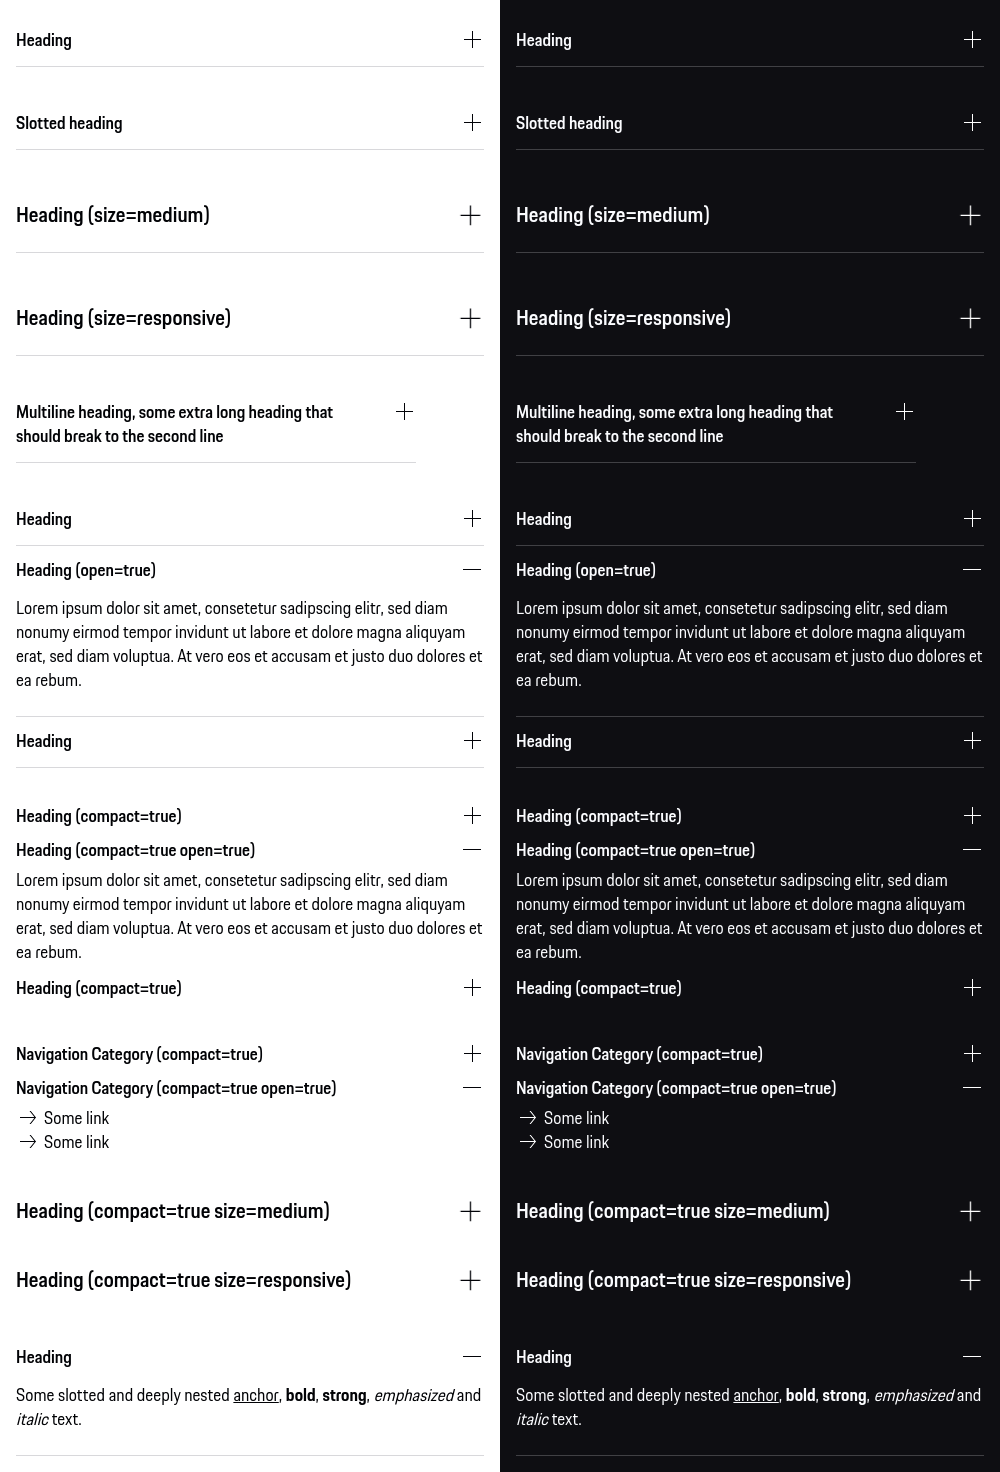 Heading
Slotted heading
Heading (size=medium)
Heading (size=responsive)
Multiline heading, some extra long heading that
should break to the second line
Heading
Heading (open=true)
Lorem ipsum dolor sit amet, consetetur sadipscing elitr, sed diam
nonumy eirmod tempor invidunt ut labore et dolore magna aliquyam
erat, sed diam voluptua. At vero eos et accusam et justo duo dolores et
ea rebum.
Heading
Heading (compact=true)
Heading (compact=true open=true)
Lorem ipsum dolor sit amet, consetetur sadipscing elitr, sed diam
nonumy eirmod tempor invidunt ut labore et dolore magna aliquyam
erat, sed diam voluptua. At vero eos et accusam et justo duo dolores et
ea rebum.
Heading (compact=true)
Navigation Category (compact=true)
Navigation Category (compact=true open=true)
Some link
Some link
Heading (compact=true size=medium)
Heading (compact=true size=responsive)
Heading
Some slotted and deeply nested anchor, bold, strong, emphasized and
italic text.
Heading
Slotted heading
Heading (size=medium)
Heading (size=responsive)
Multiline heading, some extra long heading that
should break to the second line
Heading
Heading (open=true)
Lorem ipsum dolor sit amet, consetetur sadipscing elitr, sed diam
nonumy eirmod tempor invidunt ut labore et dolore magna aliquyam
erat, sed diam voluptua. At vero eos et accusam et justo duo dolores et
ea rebum.
Heading
Heading (compact=true)
Heading (compact=true open=true)
Lorem ipsum dolor sit amet, consetetur sadipscing elitr, sed diam
nonumy eirmod tempor invidunt ut labore et dolore magna aliquyam
erat, sed diam voluptua. At vero eos et accusam et justo duo dolores et
ea rebum.
Heading (compact=true)
Navigation Category (compact=true)
Navigation Category (compact=true open=true)
Some link
Some link
Heading (compact=true size=medium)
Heading (compact=true size=responsive)
Heading
Some slotted and deeply nested anchor, bold, strong, emphasized and
italic text.